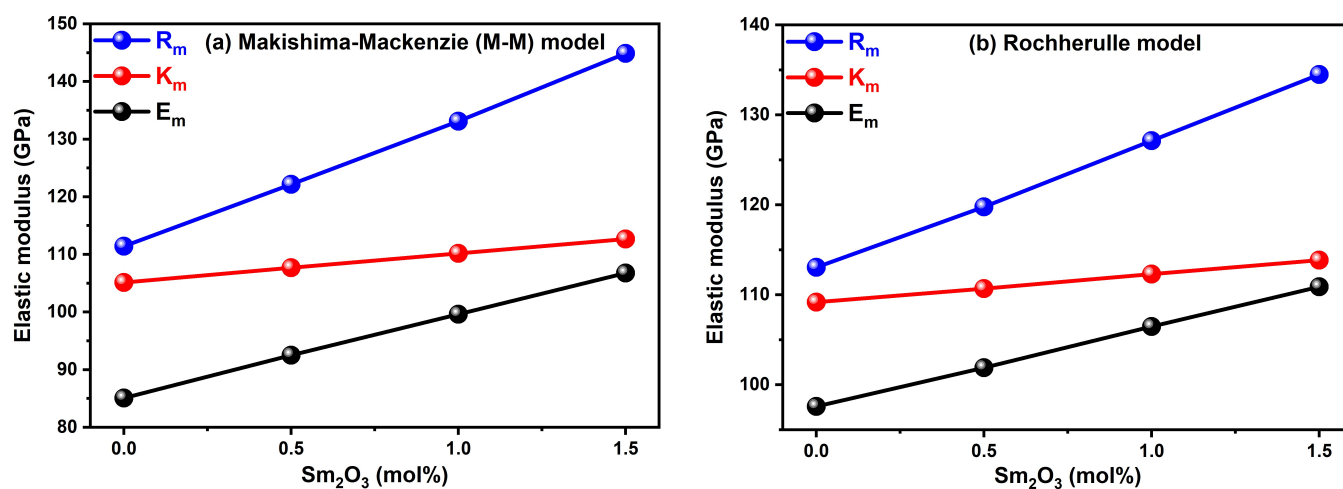 (a) Makishima-Mackenzie (M-M) model
Rₘ
Kₘ
Eₘ
Elastic modulus (GPa)
150
140
130
120
110
100
90
80
0.0 0.5 1.0 1.5
Sm₂O₃ (mol%)
(b) Rochherulle model
Rₘ
Kₘ
Eₘ
Elastic modulus (GPa)
140
130
120
110
100
0.0 0.5 1.0 1.5
Sm₂O₃ (mol%)